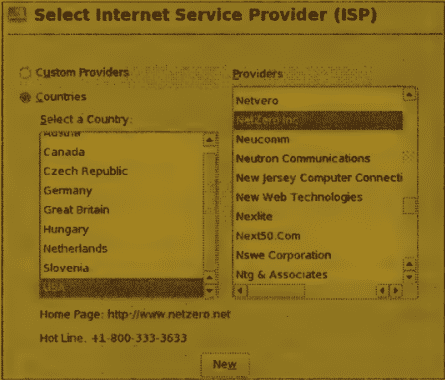 Select Internet Service Provider (ISP)
Custom Providers
Countries
Select a Country:
Austria
Canada
Czech Republic
Germany
Great Britain
Hungary
Netherlands
Slovenia
USA
Providers
Netvero
NetZero Inc
Neucomm
Neutron Communications
New Jersey Computer Connecti
New Web Technologies
Nexlite
Next50.Com
Nswe Corporation
Ntg & Associates
Home Page: http://www.netzero.net
Hot Line: +1-800-333-3633
New